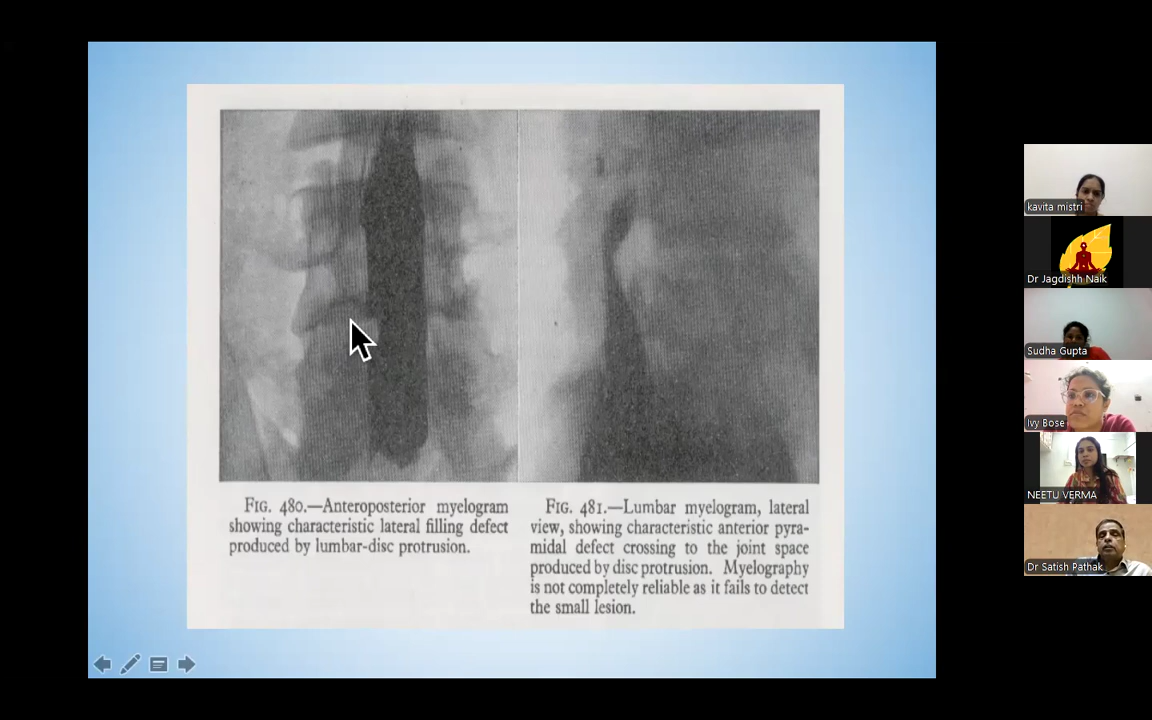 FIG. 480.—Anteroposterior myelogram
showing characteristic lateral filling defect
produced by lumbar-disc protrusion.
FIG. 481.—Lumbar myelogram, lateral
view, showing characteristic anterior pyra-
midal defect crossing to the joint space
produced by disc protrusion. Myelography
is not completely reliable as it fails to detect
the small lesion.
kavita mistri
Dr Jagdishh Naik
Sudha Gupta
Ivy Bose
NEETU VERMA
Dr Satish Pathak